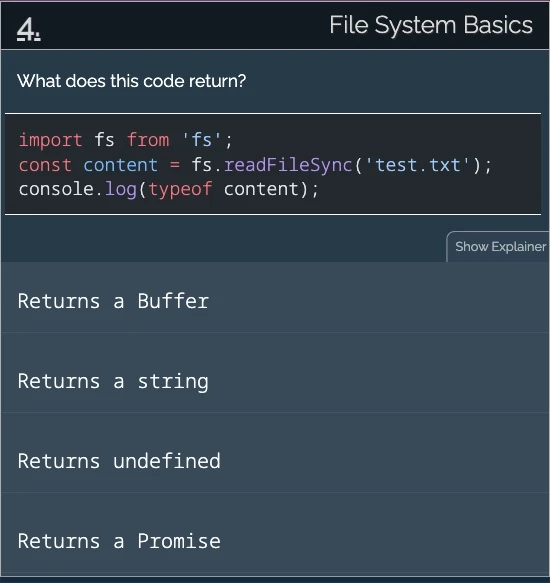 4.
File System Basics
What does this code return?
import fs from 'fs';
const content = fs.readFileSync('test.txt');
console.log(typeof content);
Show Explainer
Returns a Buffer
Returns a string
Returns undefined
Returns a Promise